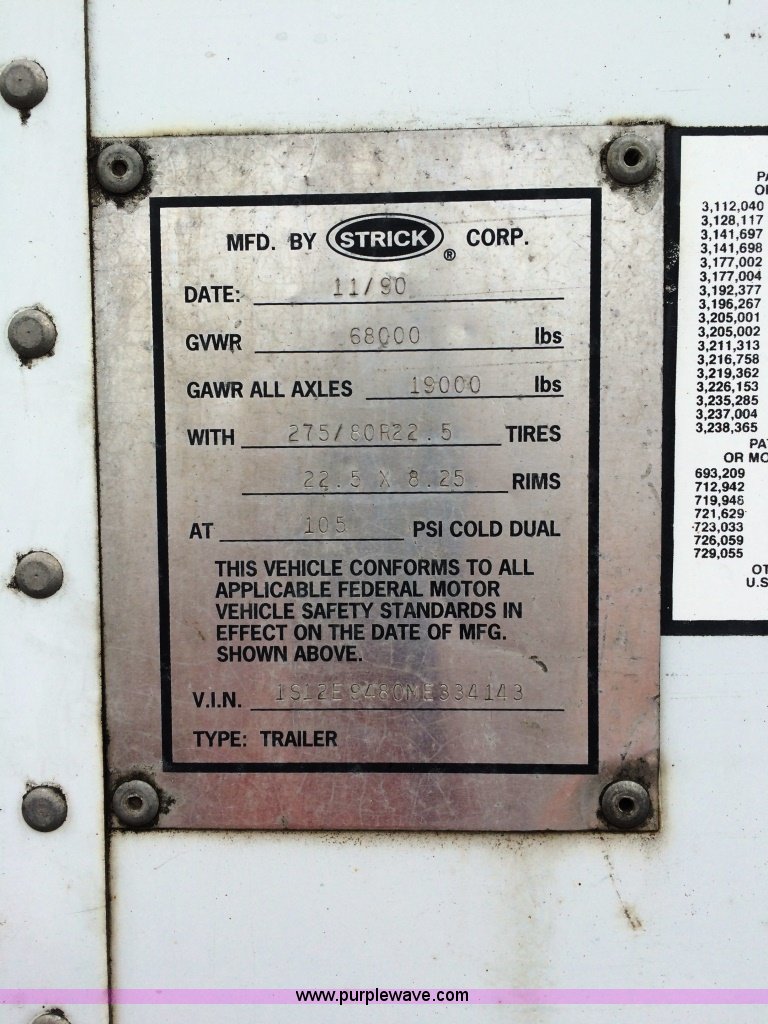 MFD. BY STRICK ® CORP.
DATE: 11/90
GVWR 68000 lbs
GAWR ALL AXLES 19000 lbs
WITH 275/80R22.5 TIRES
22.5 X 8.25 RIMS
AT 105 PSI COLD DUAL
THIS VEHICLE CONFORMS TO ALL
APPLICABLE FEDERAL MOTOR
VEHICLE SAFETY STANDARDS IN
EFFECT ON THE DATE OF MFG.
SHOWN ABOVE.
V.I.N. 1S12E9480ME334143
TYPE: TRAILER
3,112,040
3,128,117
3,141,697
3,141,698
3,177,002
3,177,004
3,192,377
3,196,267
3,205,001
3,205,002
3,211,313
3,216,758
3,219,362
3,226,153
3,235,285
3,237,004
3,238,365
PA
OR MO
693,209
712,942
719,946
721,629
723,033
726,059
729,055
OT
U.S
www.purplewave.com